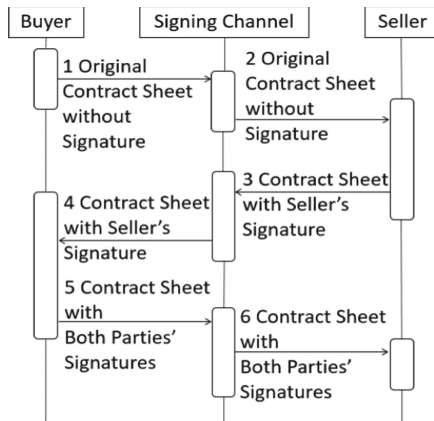 Buyer
Signing Channel
Seller
1 Original
Contract Sheet
without
Signature
2 Original
Contract Sheet
without
Signature
3 Contract Sheet
with Seller's
Signature
4 Contract Sheet
with Seller's
Signature
5 Contract Sheet
with
Both Parties'
Signatures
6 Contract Sheet
with
Both Parties'
Signatures